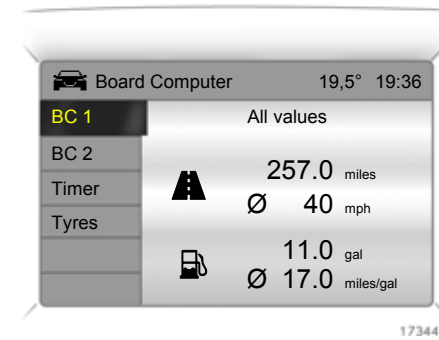 Board Computer 19,5° 19:36
BC 1
All values
BC 2
Timer
Tyres
257.0 miles
Ø 40 mph
11.0 gal
Ø 17.0 miles/gal
17344